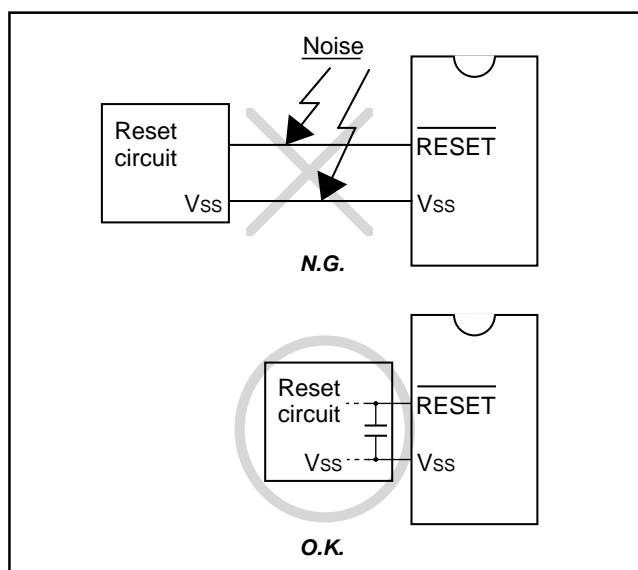 Noise
Reset
circuit
RESET
Vss
Vss
N.G.
Reset
circuit
RESET
Vss
Vss
O.K.